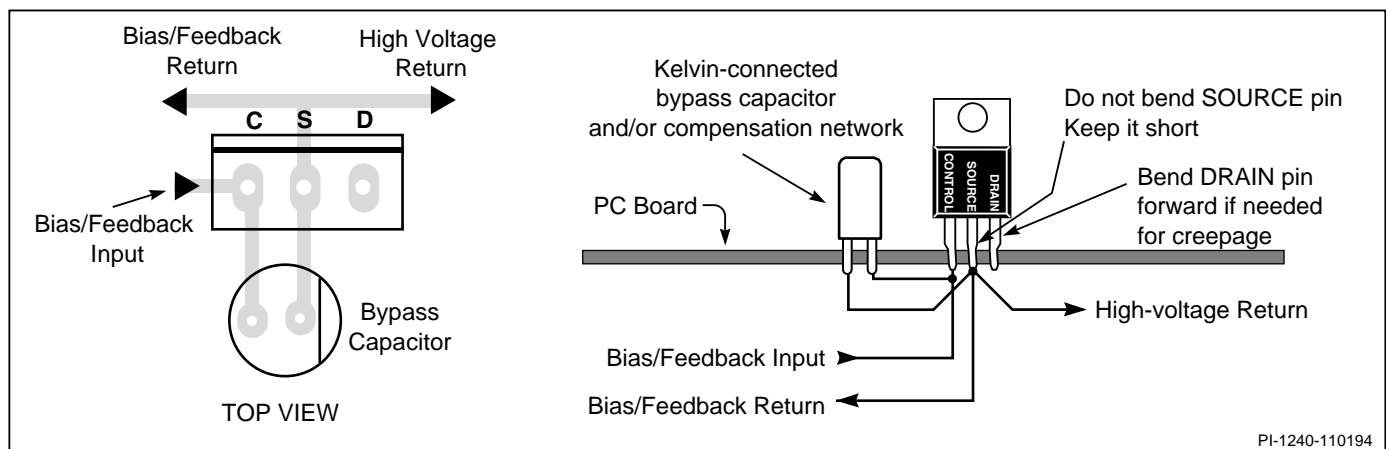 Bias/Feedback
Return
High Voltage
Return
C S D
Bias/Feedback
Input
Bypass
Capacitor
TOP VIEW
Kelvin-connected
bypass capacitor
and/or compensation network
PC Board
CONTROL
SOURCE
DRAIN
Do not bend SOURCE pin
Keep it short
Bend DRAIN pin
forward if needed
for creepage
High-voltage Return
Bias/Feedback Input
Bias/Feedback Return
PI-1240-110194